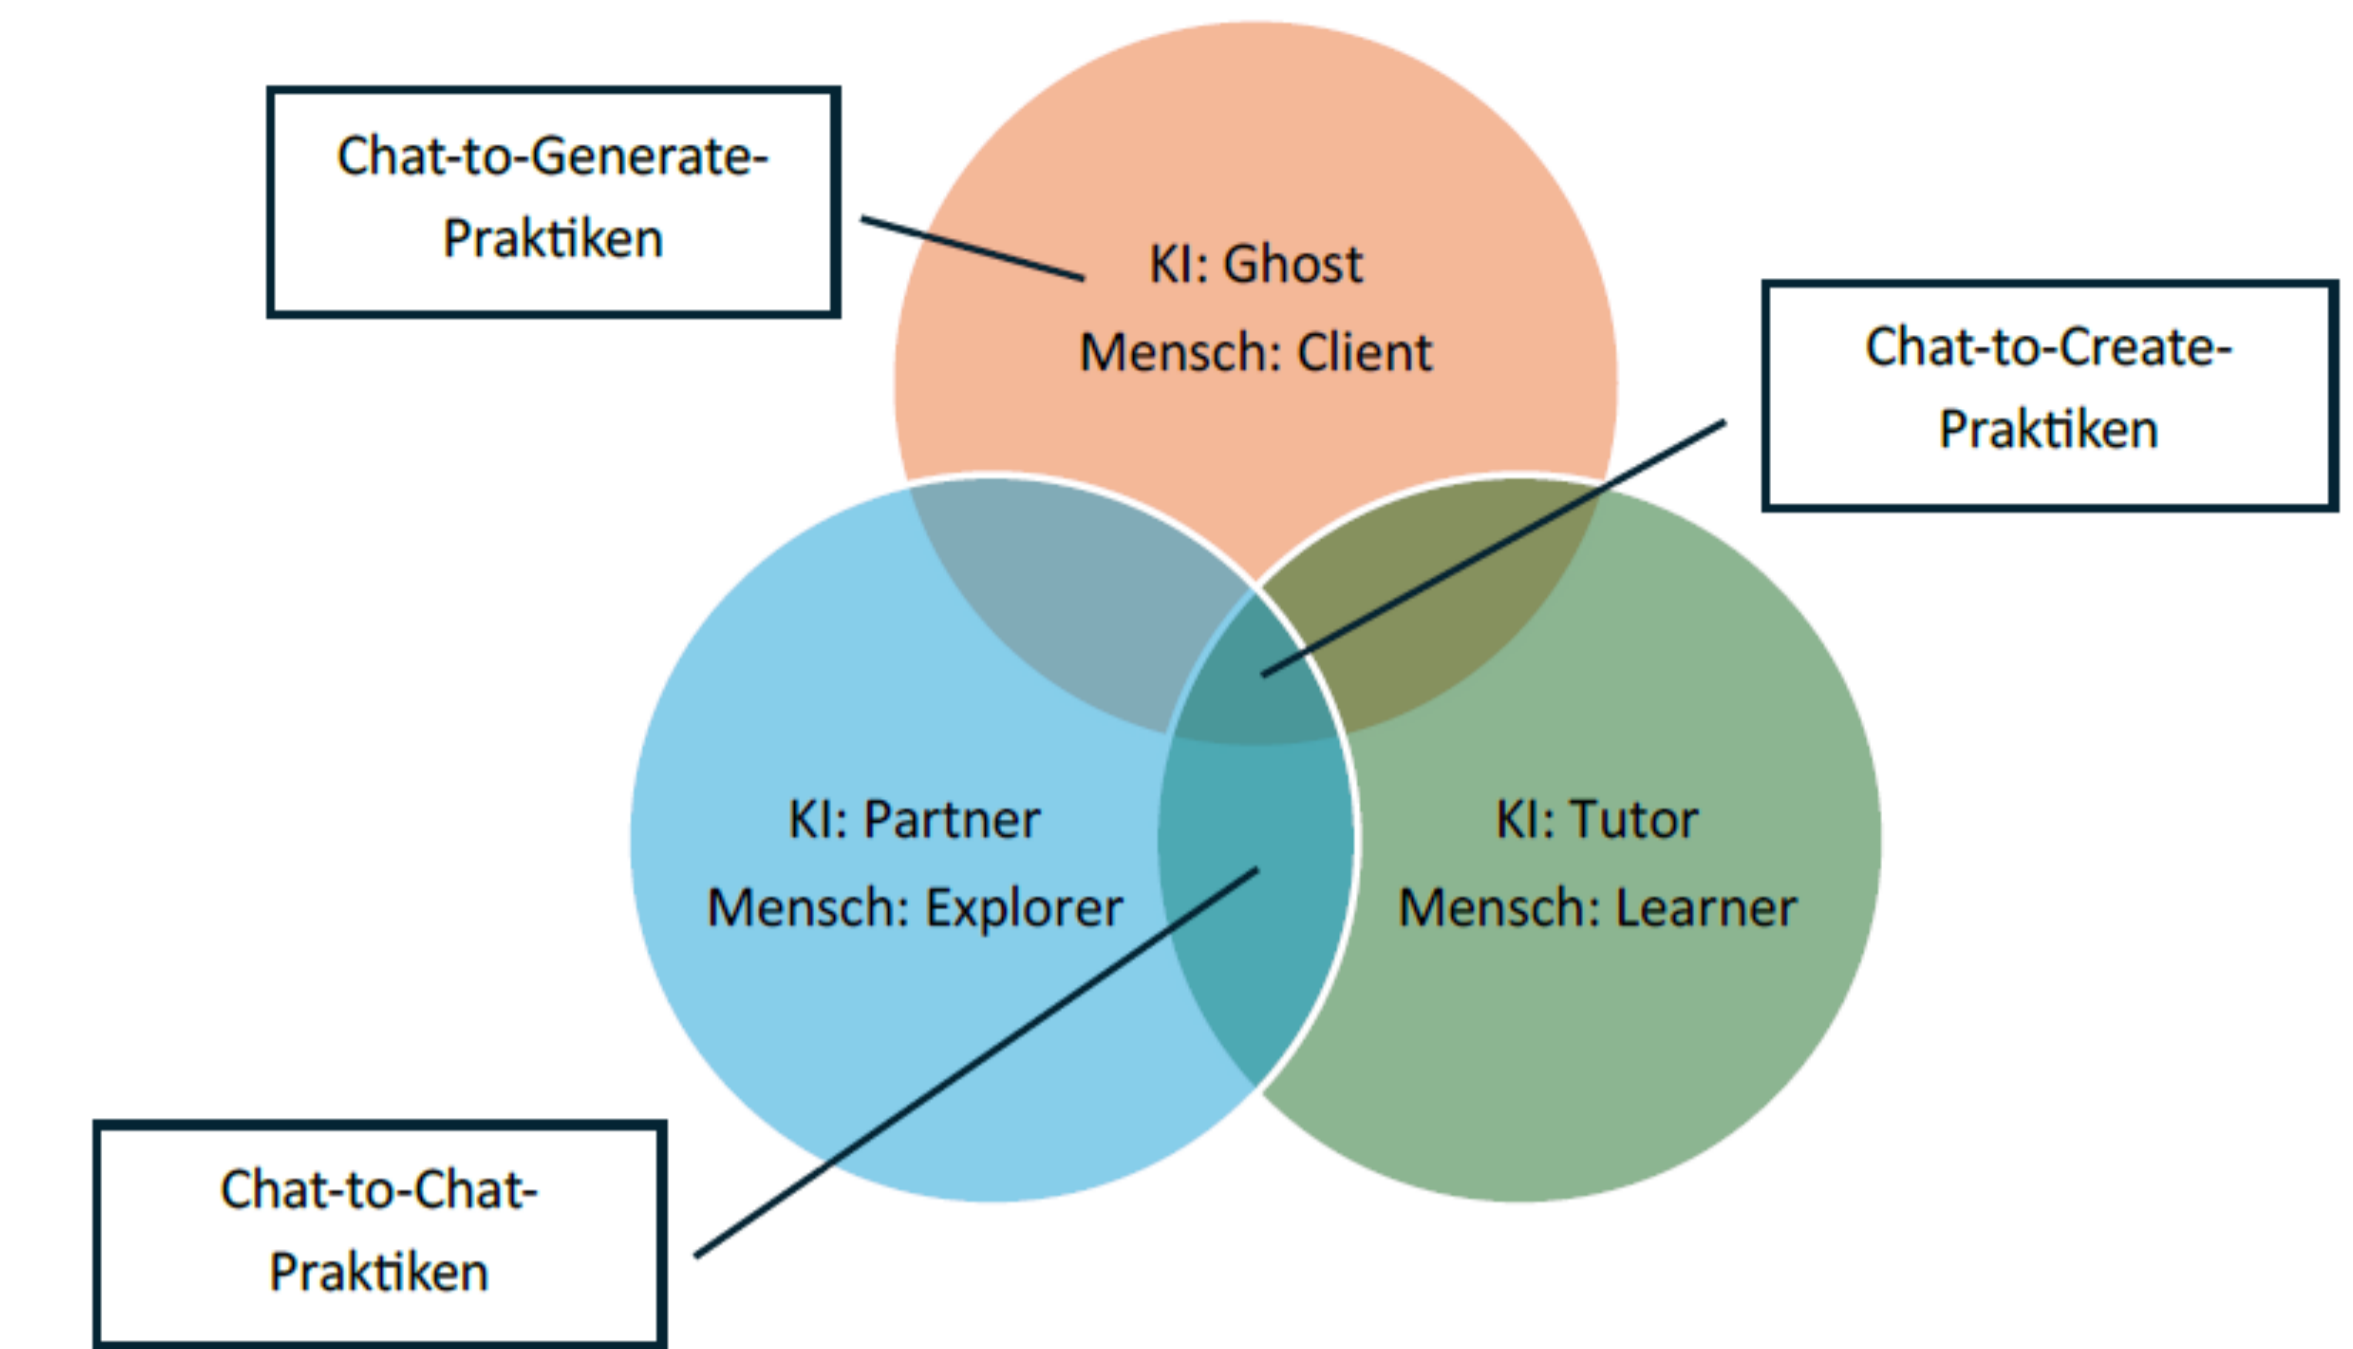 Chat-to-Generate-
Praktiken
KI: Ghost
Mensch: Client
Chat-to-Create-
Praktiken
KI: Partner
Mensch: Explorer
KI: Tutor
Mensch: Learner
Chat-to-Chat-
Praktiken